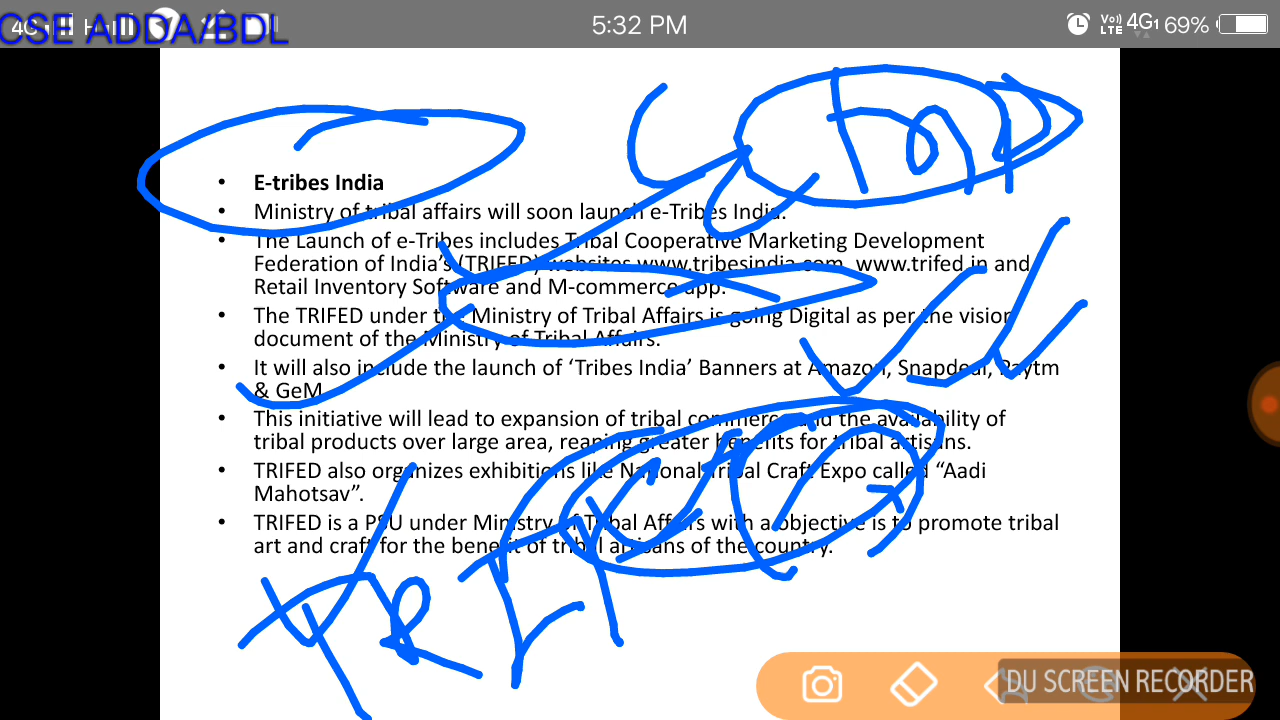 CSE ADDA/BDL
4G
5:32 PM
Vo)) LTE 4G1 69%
• E-tribes India
• Ministry of tribal affairs will soon launch e-Tribes India.
• The Launch of e-Tribes includes Tribal Cooperative Marketing Development
Federation of India's (TRIFED) websites www.tribesindia.com, www.trifed.in and
Retail Inventory Software and M-commerce app.
• The TRIFED under the Ministry of Tribal Affairs is going Digital as per the vision
document of the Ministry of Tribal Affairs.
• It will also include the launch of ‘Tribes India’ Banners at Amazon, Snapdeal, Paytm
& GeM
• This initiative will lead to expansion of tribal commerce and the availability of
tribal products over large area, reaping greater benefits for tribal artisans.
• TRIFED also organizes exhibitions like National Tribal Craft Expo called “Aadi
Mahotsav”.
• TRIFED is a PSU under Ministry of Tribal Affairs with a objective is to promote tribal
art and craft for the benefit of tribal artisans of the country.
DU SCREEN RECORDER